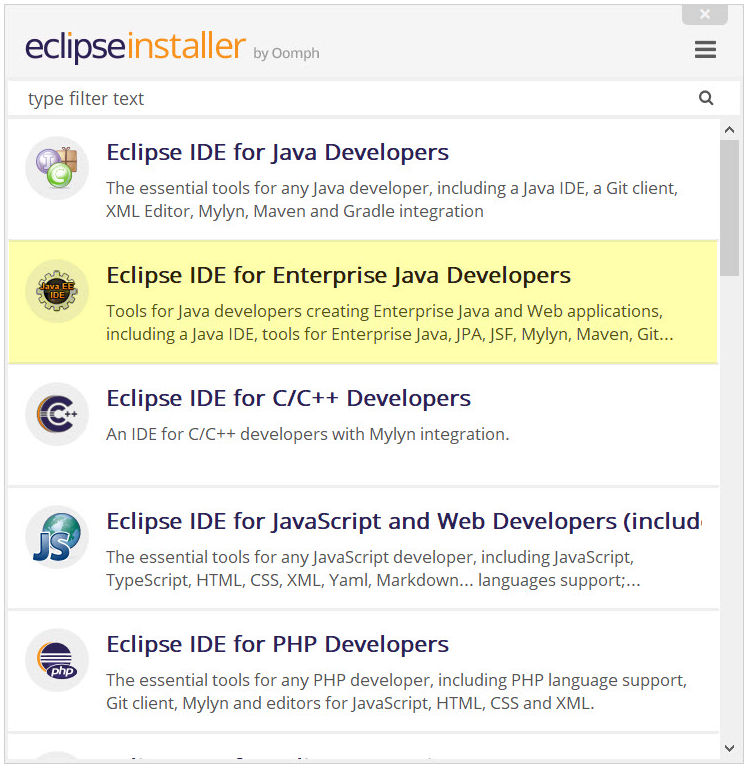 eclipseinstaller by Oomph
type filter text
Eclipse IDE for Java Developers
The essential tools for any Java developer, including a Java IDE, a Git client,
XML Editor, Mylyn, Maven and Gradle integration
Java EE
IDE
Eclipse IDE for Enterprise Java Developers
Tools for Java developers creating Enterprise Java and Web applications,
including a Java IDE, tools for Enterprise Java, JPA, JSF, Mylyn, Maven, Git...
C++
Eclipse IDE for C/C++ Developers
An IDE for C/C++ developers with Mylyn integration.
JS
Eclipse IDE for JavaScript and Web Developers (includ
The essential tools for any JavaScript developer, including JavaScript,
TypeScript, HTML, CSS, XML, Yaml, Markdown... languages support;...
php
Eclipse IDE for PHP Developers
The essential tools for any PHP developer, including PHP language support,
Git client, Mylyn and editors for JavaScript, HTML, CSS and XML.